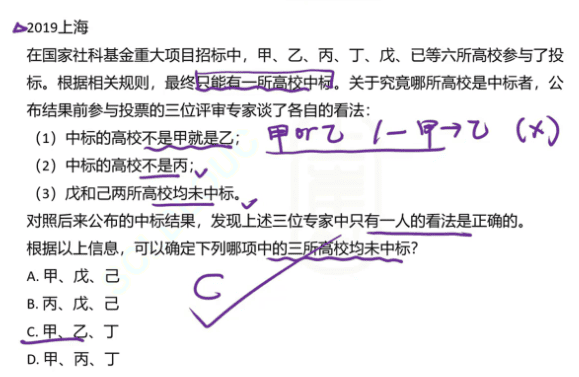 2019上海
在国家社科基金重大项目招标中，甲、乙、丙、丁、戊、已等六所高校参与了投
标。根据相关规则，最终只能有一所高校中标。关于究竟哪所高校是中标者，公
布结果前参与投票的三位评审专家谈了各自的看法：
（1）中标的高校不是甲就是乙； 甲or乙 1-甲→乙 (×)
（2）中标的高校不是丙；
（3）戊和己两所高校均未中标。
对照后来公布的中标结果，发现上述三位专家中只有一人的看法是正确的。
根据以上信息，可以确定下列哪项中的三所高校均未中标？
A. 甲、戊、己
B. 丙、戊、己
C. 甲、乙、丁
D. 甲、丙、丁
C